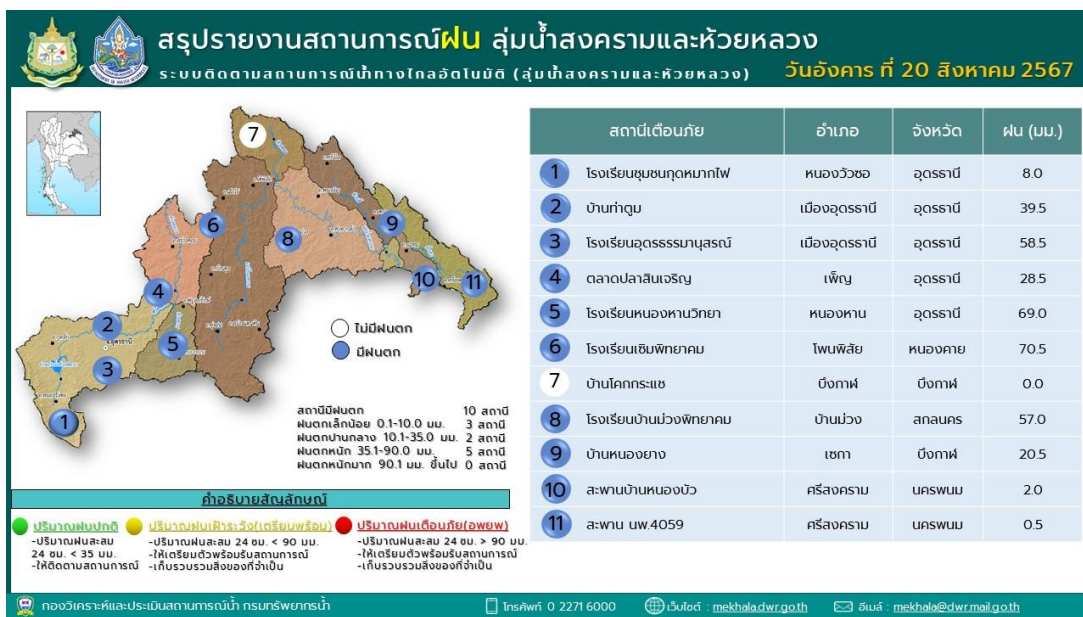 สรุปรายงานสถานการณ์ฝน ลุ่มน้ำสงครามและห้วยหลวง
ระบบติดตามสถานการณ์น้ำทางไกลอัตโนมัติ (ลุ่มน้ำสงครามและห้วยหลวง)
วันอังคาร ที่ 20 สิงหาคม 2567
7
6
8
9
10
11
4
2
5
3
1
ไม่มีฝนตก
มีฝนตก
สถานีมีฝนตก 10 สถานี
ฝนตกเล็กน้อย 0.1-10.0 มม. 3 สถานี
ฝนตกปานกลาง 10.1-35.0 มม. 2 สถานี
ฝนตกหนัก 35.1-90.0 มม. 5 สถานี
ฝนตกหนักมาก 90.1 มม. ขึ้นไป 0 สถานี
คำอธิบายสัญลักษณ์
ปริมาณฝนปกติ
-ปริมาณฝนสะสม
24 ชม. < 35 มม.
-ให้ติดตามสถานการณ์
ปริมาณฝนเฝ้าระวัง(เตรียมพร้อม)
-ปริมาณฝนสะสม 24 ชม. < 90 มม.
-ให้เตรียมตัวพร้อมรับสถานการณ์
-เก็บรวบรวมสิ่งของที่จำเป็น
ปริมาณฝนเตือนภัย(อพยพ)
-ปริมาณฝนสะสม 24 ชม. > 90 มม.
-ให้เตรียมตัวพร้อมรับสถานการณ์
-เก็บรวบรวมสิ่งของที่จำเป็น
สถานีเตือนภัย อำเภอ จังหวัด ฝน (มม.)
1 โรงเรียนชุมชนกุดหมากไฟ หนองวัวซอ อุดรธานี 8.0
2 บ้านท่าตูม เมืองอุดรธานี อุดรธานี 39.5
3 โรงเรียนอุดรธรรมานุสรณ์ เมืองอุดรธานี อุดรธานี 58.5
4 ตลาดปลาสินเจริญ เพ็ญ อุดรธานี 28.5
5 โรงเรียนหนองหานวิทยา หนองหาน อุดรธานี 69.0
6 โรงเรียนเซิมพิทยาคม โพนพิสัย หนองคาย 70.5
7 บ้านโคกกระแซ บึงกาฬ บึงกาฬ 0.0
8 โรงเรียนบ้านม่วงพิทยาคม บ้านม่วง สกลนคร 57.0
9 บ้านหนองยาง เซกา บึงกาฬ 20.5
10 สะพานบ้านหนองบัว ศรีสงคราม นครพนม 2.0
11 สะพาน นพ.4059 ศรีสงคราม นครพนม 0.5
กองวิเคราะห์และประเมินสถานการณ์น้ำ กรมทรัพยากรน้ำ โทรศัพท์ 0 2271 6000 เว็บไซต์ : mekhala.dwr.go.th อีเมล์ : mekhala@dwr.mail.go.th